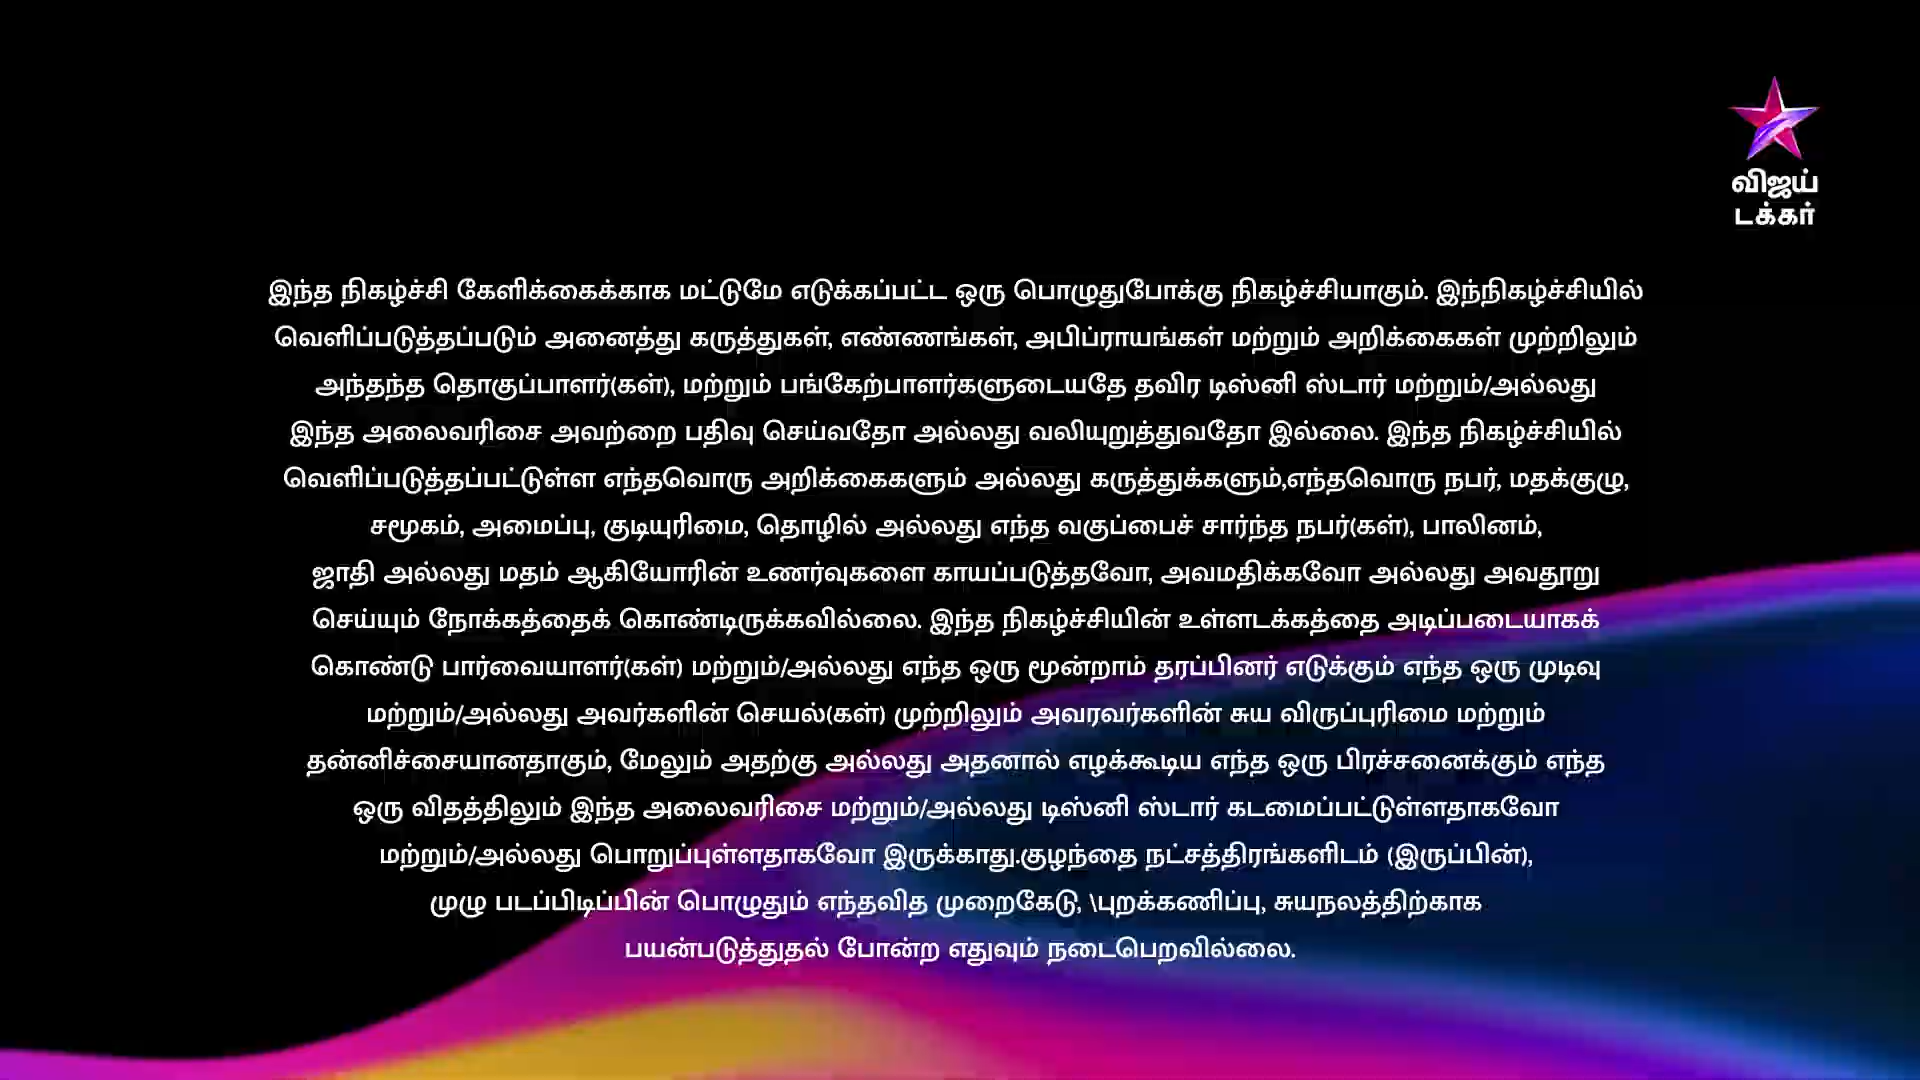 விஜய்
டக்கர்
இந்த நிகழ்ச்சி கேளிக்கைக்காக மட்டுமே எடுக்கப்பட்ட ஒரு பொழுதுபோக்கு நிகழ்ச்சியாகும். இந்நிகழ்ச்சியில்
வெளிப்படுத்தப்படும் அனைத்து கருத்துகள், எண்ணங்கள், அபிப்ராயங்கள் மற்றும் அறிக்கைகள் முற்றிலும்
அந்தந்த தொகுப்பாளர்(கள்), மற்றும் பங்கேற்பாளர்களுடையதே தவிர டிஸ்னி ஸ்டார் மற்றும்/அல்லது
இந்த அலைவரிசை அவற்றை பதிவு செய்வதோ அல்லது வலியுறுத்துவதோ இல்லை. இந்த நிகழ்ச்சியில்
வெளிப்படுத்தப்பட்டுள்ள எந்தவொரு அறிக்கைகளும் அல்லது கருத்துக்களும்,எந்தவொரு நபர், மதக்குழு,
சமூகம், அமைப்பு, குடியுரிமை, தொழில் அல்லது எந்த வகுப்பைச் சார்ந்த நபர்(கள்), பாலினம்,
ஜாதி அல்லது மதம் ஆகியோரின் உணர்வுகளை காயப்படுத்தவோ, அவமதிக்கவோ அல்லது அவதூறு
செய்யும் நோக்கத்தைக் கொண்டிருக்கவில்லை. இந்த நிகழ்ச்சியின் உள்ளடக்கத்தை அடிப்படையாகக்
கொண்டு பார்வையாளர்(கள்) மற்றும்/அல்லது எந்த ஒரு மூன்றாம் தரப்பினர் எடுக்கும் எந்த ஒரு முடிவு
மற்றும்/அல்லது அவர்களின் செயல்(கள்) முற்றிலும் அவரவர்களின் சுய விருப்புரிமை மற்றும்
தன்னிச்சையானதாகும், மேலும் அதற்கு அல்லது அதனால் எழக்கூடிய எந்த ஒரு பிரச்சனைக்கும் எந்த
ஒரு விதத்திலும் இந்த அலைவரிசை மற்றும்/அல்லது டிஸ்னி ஸ்டார் கடமைப்பட்டுள்ளதாகவோ
மற்றும்/அல்லது பொறுப்புள்ளதாகவோ இருக்காது.குழந்தை நட்சத்திரங்களிடம் (இருப்பின்),
முழு படப்பிடிப்பின் பொழுதும் எந்தவித முறைகேடு, \புறக்கணிப்பு, சுயநலத்திற்காக
பயன்படுத்துதல் போன்ற எதுவும் நடைபெறவில்லை.